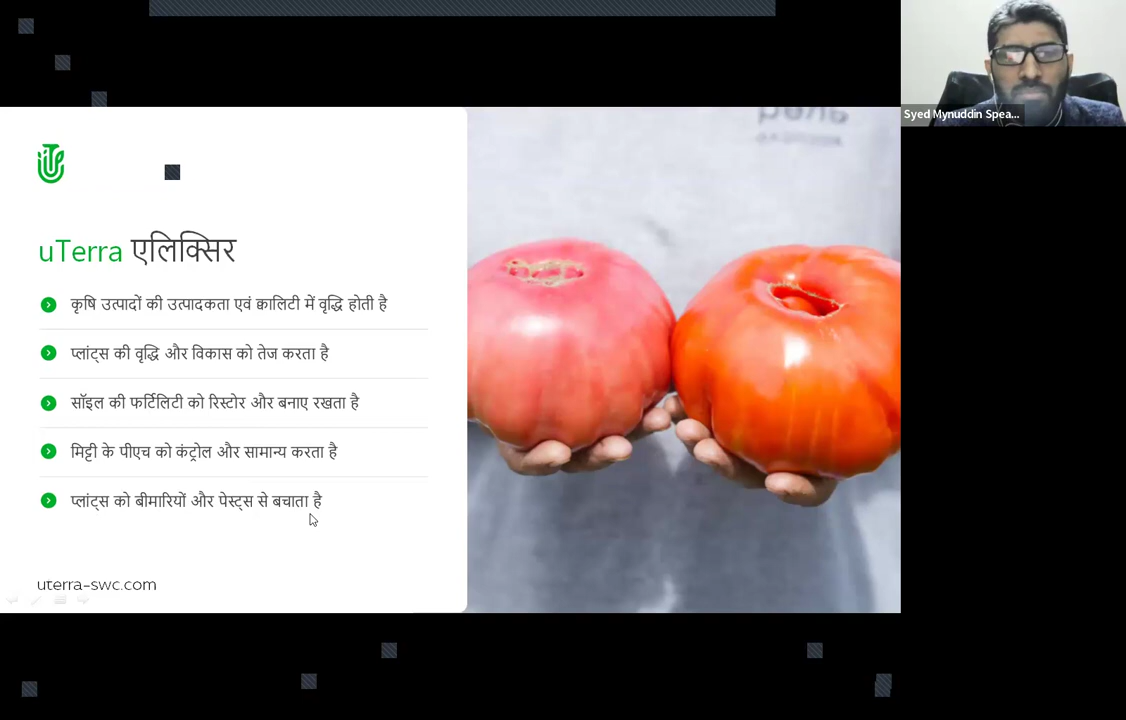 Syed Mynuddin Spea...
uTerra एलिक्सिर
कृषि उत्पादों की उत्पादकता एवं क्वालिटी में वृद्धि होती है
प्लांट्स की वृद्धि और विकास को तेज करता है
सॉइल की फर्टिलिटी को रिस्टोर और बनाए रखता है
मिट्टी के पीएच को कंट्रोल और सामान्य करता है
प्लांट्स को बीमारियों और पेस्ट्स से बचाता है
uterra-swc.com